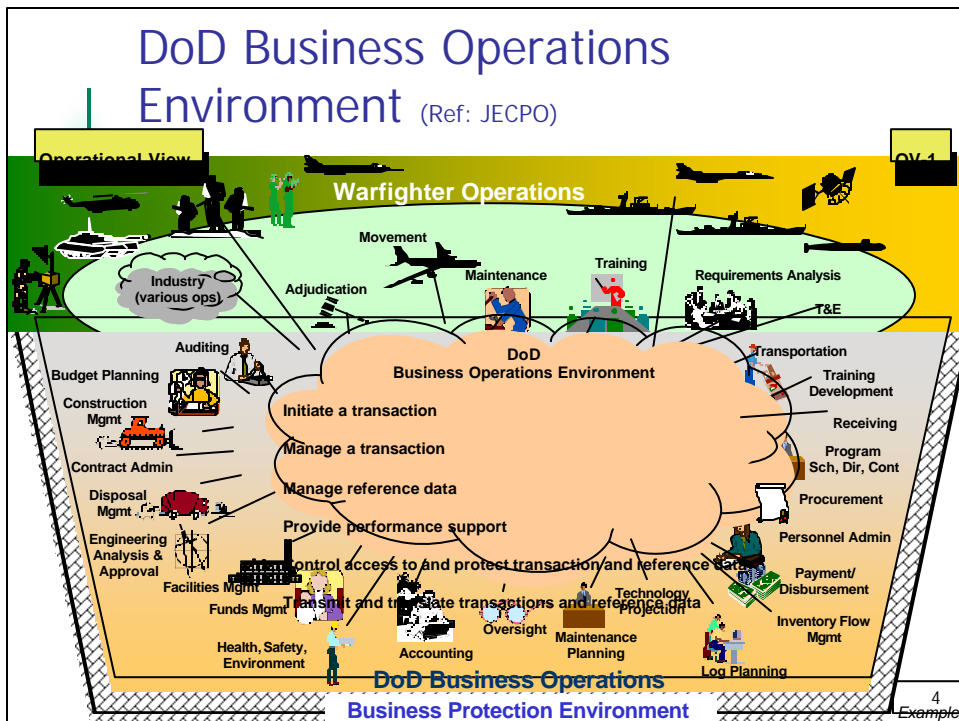 DoD Business Operations
Environment (Ref: JECPO)
Operational View
OV-1
Warfighter Operations
Movement
Industry
(various ops)
Adjudication
Maintenance
Training
Requirements Analysis
T&E
Auditing
DoD
Business Operations Environment
Transportation
Budget Planning
Training
Development
Construction
Mgmt
Initiate a transaction
Receiving
Manage a transaction
Program
Sch, Dir, Cont
Contract Admin
Disposal
Mgmt
Manage reference data
Procurement
Engineering
Analysis &
Approval
Provide performance support
Personnel Admin
Control access to and protect transaction and reference data
Payment/
Disbursement
Facilities Mgmt
Funds Mgmt
Transmit and translate transactions and reference data
Technology
Projection
Oversight
Inventory Flow
Mgmt
Health, Safety,
Environment
Accounting
Maintenance
Planning
Log Planning
DoD Business Operations
Business Protection Environment
4
Example